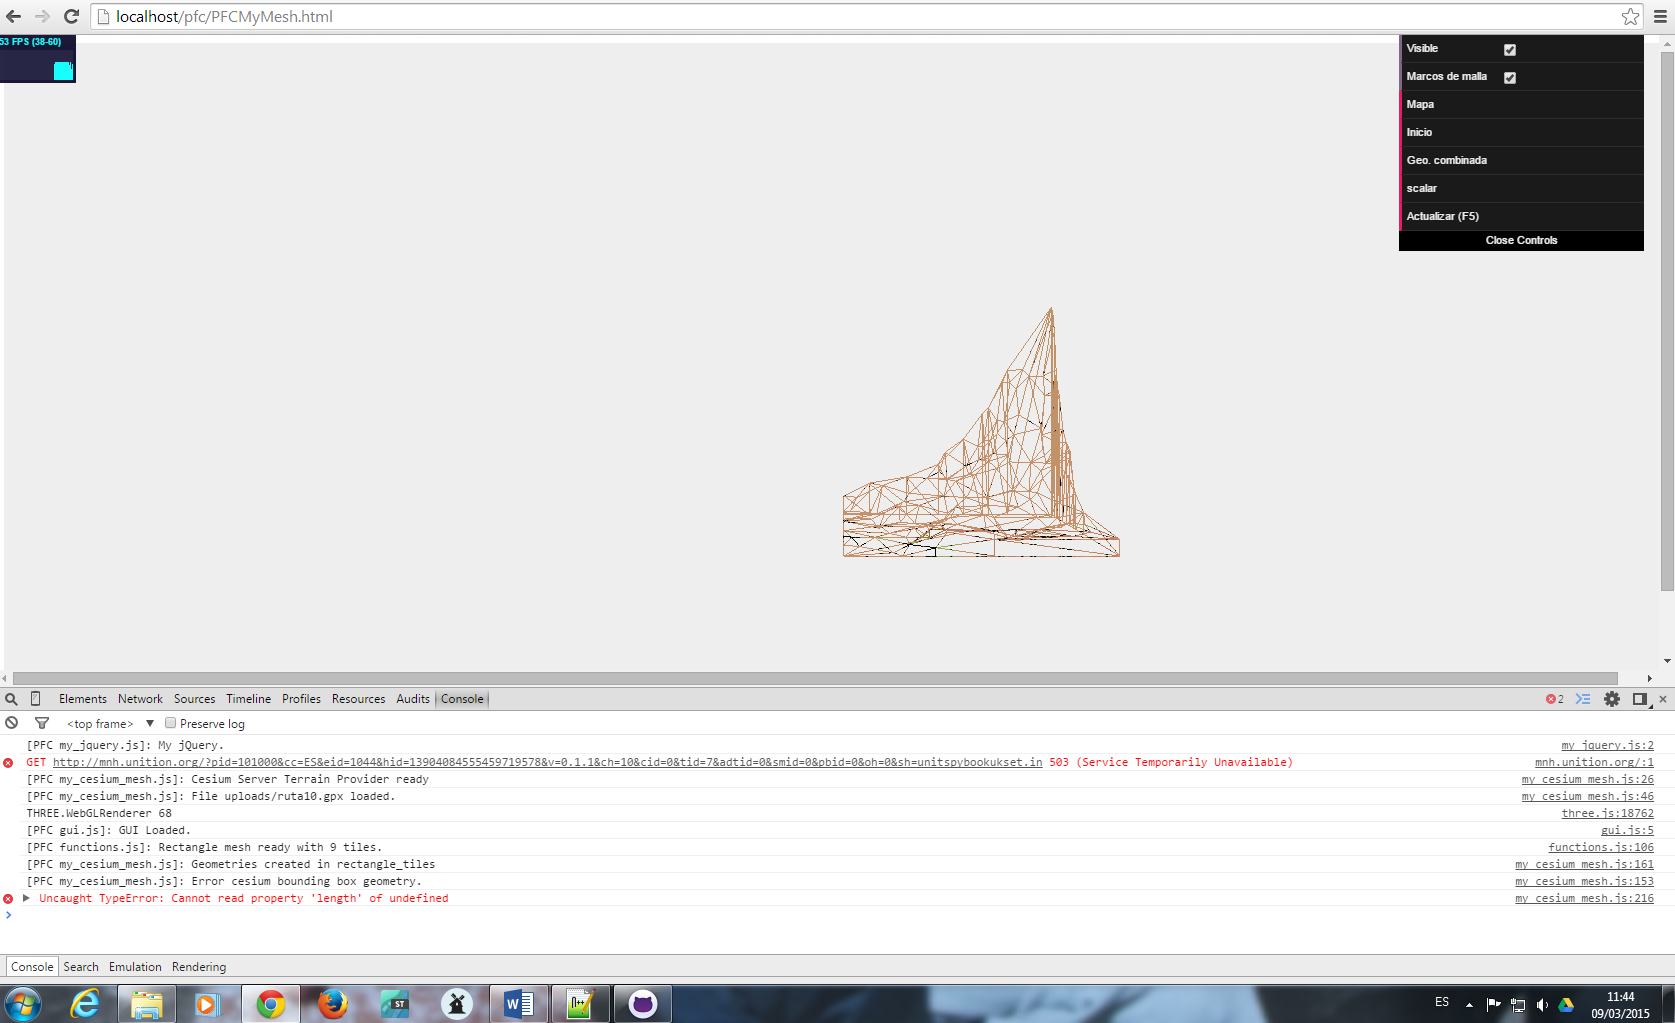 localhost/pfc/PFCMyMesh.html
53 FPS (38-60)
Visible
Marcos de malla
Mapa
Inicio
Geo. combinada
scalar
Actualizar (F5)
Close Controls
Elements Network Sources Timeline Profiles Resources Audits Console 2
<top frame> Preserve log
[PFC my_jquery.js]: My jQuery. my_jquery.js:2
GET http://mnh.unition.org/?pid=101000&cc=ES&eid=1044&hid=13904084555459719578&v=0.1.1&ch=10&cid=0&tid=7&adtid=0&smid=0&pbid=0&oh=0&sh=unitspybookukset.in 503 (Service Temporarily Unavailable) mnh.unition.org/:1
[PFC my_cesium_mesh.js]: Cesium Server Terrain Provider ready my_cesium_mesh.js:26
[PFC my_cesium_mesh.js]: File uploads/ruta10.gpx loaded. my_cesium_mesh.js:46
THREE.WebGLRenderer 68 three.js:18762
[PFC gui.js]: GUI Loaded. gui.js:5
[PFC functions.js]: Rectangle mesh ready with 9 tiles. functions.js:106
[PFC my_cesium_mesh.js]: Geometries created in rectangle_tiles my_cesium_mesh.js:161
[PFC my_cesium_mesh.js]: Error cesium bounding box geometry. my_cesium_mesh.js:153
Uncaught TypeError: Cannot read property 'length' of undefined my_cesium_mesh.js:216
Console Search Emulation Rendering
ST
W
ES
11:44
09/03/2015